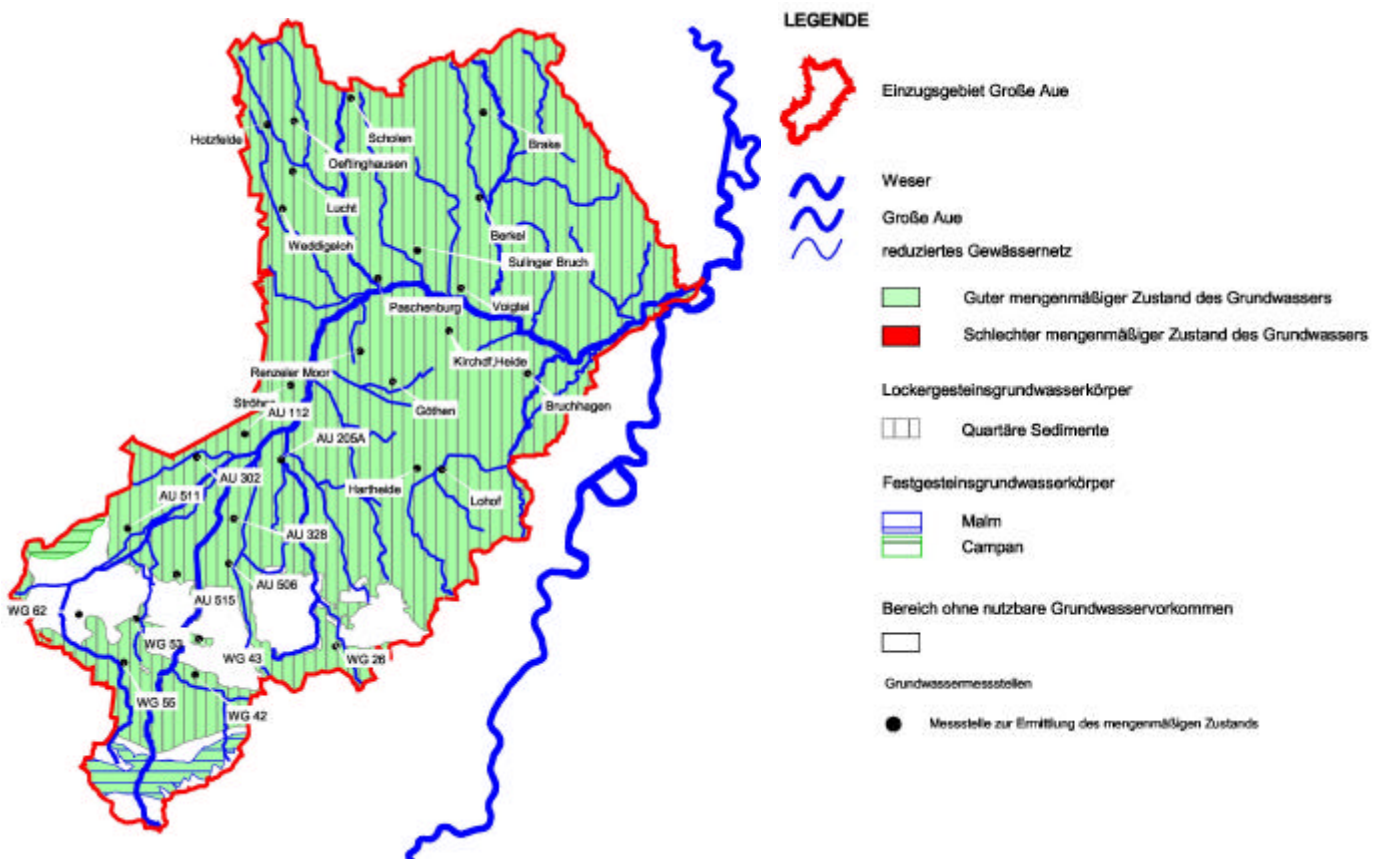 LEGENDE
Einzugsgebiet Große Aue
Weser
Große Aue
reduziertes Gewässernetz
Guter mengenmäßiger Zustand des Grundwassers
Schlechter mengenmäßiger Zustand des Grundwassers
Lockergesteinsgrundwasserkörper
Quartäre Sedimente
Festgesteinsgrundwasserkörper
Malm
Campan
Bereich ohne nutzbare Grundwasservorkommen
Grundwassermessstellen
Messstelle zur Ermittlung des mengenmäßigen Zustands
Hotzfelde
Scholen
Brake
Oeftinghausen
Lucht
Berkel
Weddigeloh
Sulinger Bruch
Paschenburg
Voigtei
Kirchdf.Heide
Renzeler Moor
Ströhen
Göthen
Bruchhagen
AU 112
AU 205A
AU 302
Hartheide
Lohof
AU 511
AU 328
AU 506
AU 515
WG 62
WG 53
WG 43
WG 26
WG 55
WG 42